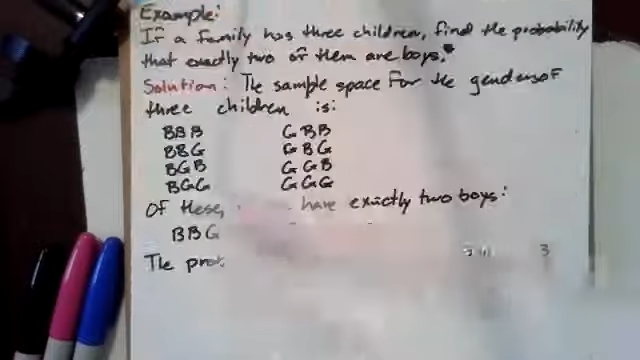 Example:
If a family has three children, find the probability
that exactly two of them are boys.
Solution: The sample space for the genders of
three children is:
BBB GBB
BBG GBG
BGB GGB
BGG GGG
Of these, have exactly two boys:
BBG
The 3